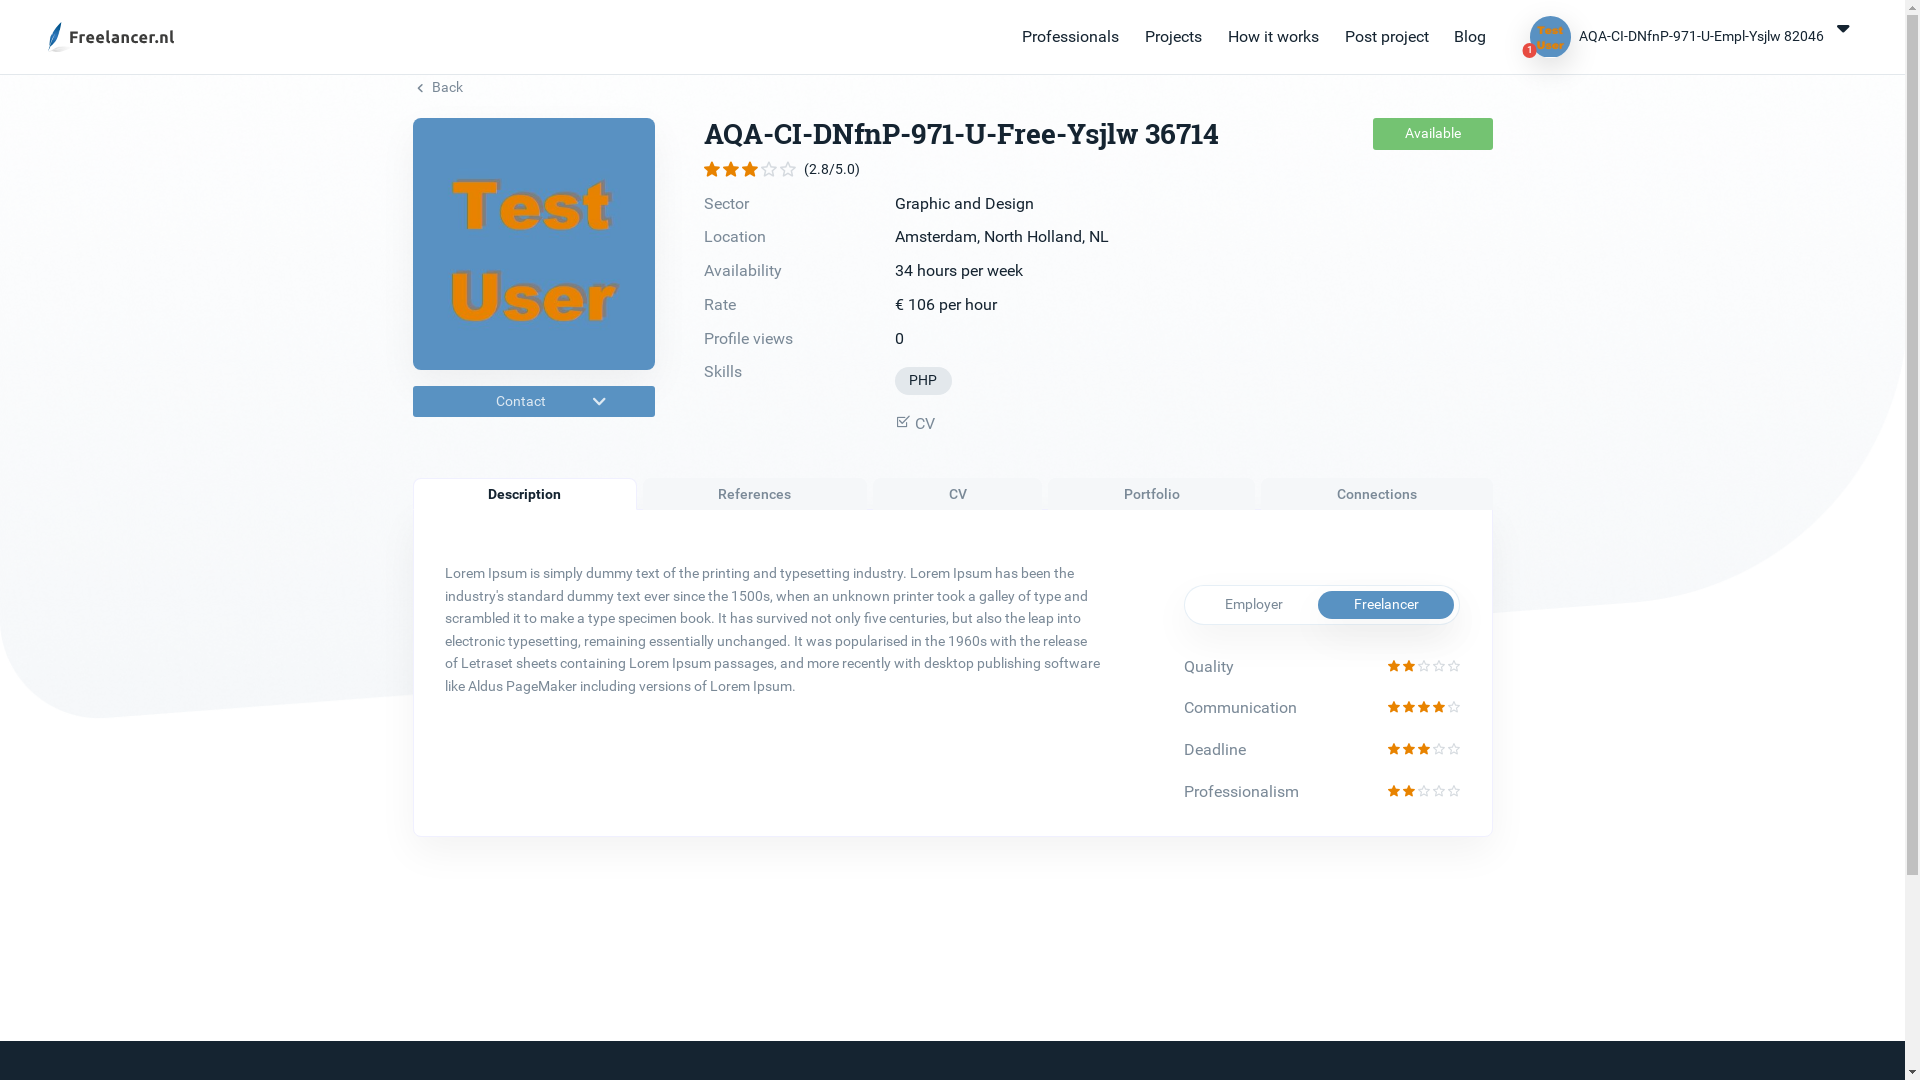 Freelancer.nl
Professionals Projects How it works Post project Blog
Test
User
1
AQA-CI-DNfnP-971-U-Empl-Ysjlw 82046
Back
Test
User
Contact
AQA-CI-DNfnP-971-U-Free-Ysjlw 36714
Available
(2.8/5.0)
Sector Graphic and Design
Location Amsterdam, North Holland, NL
Availability 34 hours per week
Rate € 106 per hour
Profile views 0
Skills PHP
CV
Description References CV Portfolio Connections
Lorem Ipsum is simply dummy text of the printing and typesetting industry. Lorem Ipsum has been the
industry's standard dummy text ever since the 1500s, when an unknown printer took a galley of type and
scrambled it to make a type specimen book. It has survived not only five centuries, but also the leap into
electronic typesetting, remaining essentially unchanged. It was popularised in the 1960s with the release
of Letraset sheets containing Lorem Ipsum passages, and more recently with desktop publishing software
like Aldus PageMaker including versions of Lorem Ipsum.
Employer Freelancer
Quality
Communication
Deadline
Professionalism